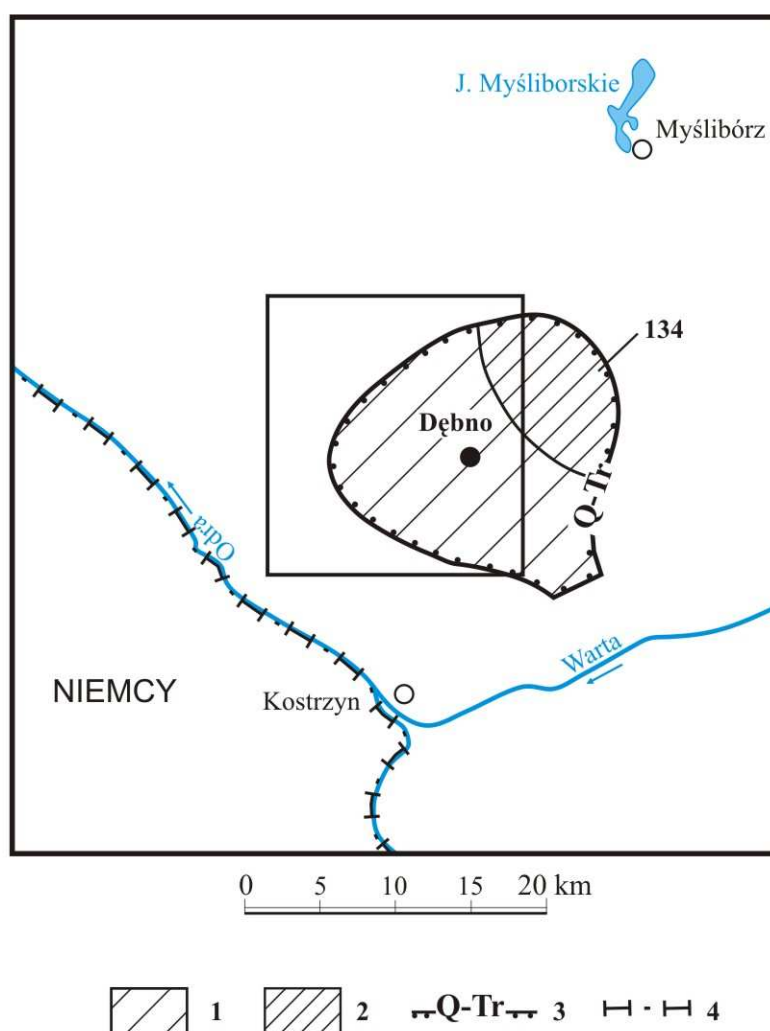 J. Myśliborskie
Myślibórz
134
Dębno
Q-Tr
Odra
Warta
NIEMCY
Kostrzyn
0 5 10 15 20 km
1 2 Q-Tr 3 4